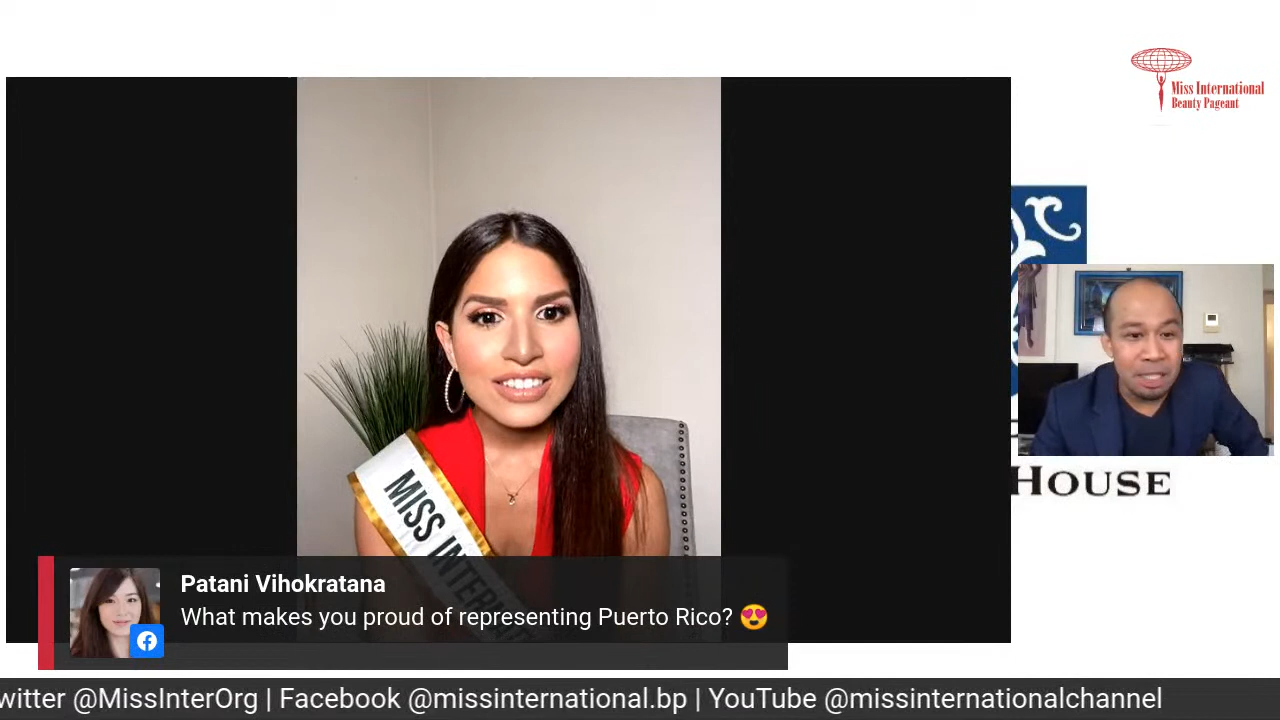 Miss International
Beauty Pageant
HOUSE
MISS INTERNAT
Patani Vihokratana
What makes you proud of representing Puerto Rico? 😍
witter @MissInterOrg | Facebook @missinternational.bp | YouTube @missinternationalchannel